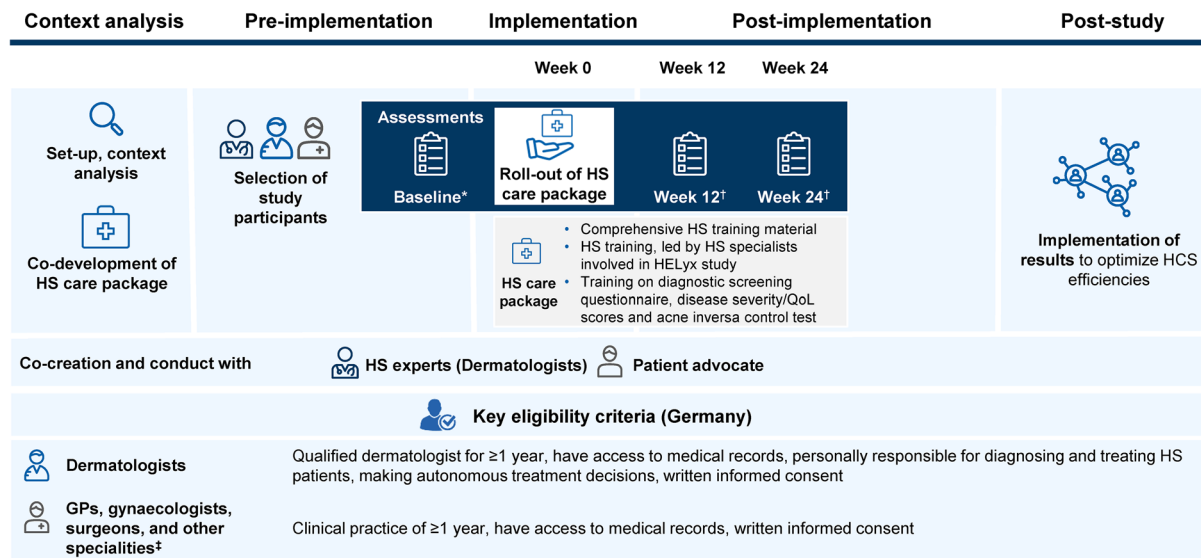 Context analysis
Pre-implementation
Implementation
Post-implementation
Post-study
Week 0
Week 12
Week 24
Set-up, context
analysis
Co-development of
HS care package
Selection of
study
participants
Assessments
Baseline*
Roll-out of HS
care package
Week 12†
Week 24†
HS care
package
• Comprehensive HS training material
• HS training, led by HS specialists
involved in HELyx study
• Training on diagnostic screening
questionnaire, disease severity/QoL
scores and acne inversa control test
Implementation of
results to optimize HCS
efficiencies
Co-creation and conduct with
HS experts (Dermatologists)
Patient advocate
Key eligibility criteria (Germany)
Dermatologists
Qualified dermatologist for ≥1 year, have access to medical records, personally responsible for diagnosing and treating HS
patients, making autonomous treatment decisions, written informed consent
GPs, gynaecologists,
surgeons, and other
specialities‡
Clinical practice of ≥1 year, have access to medical records, written informed consent